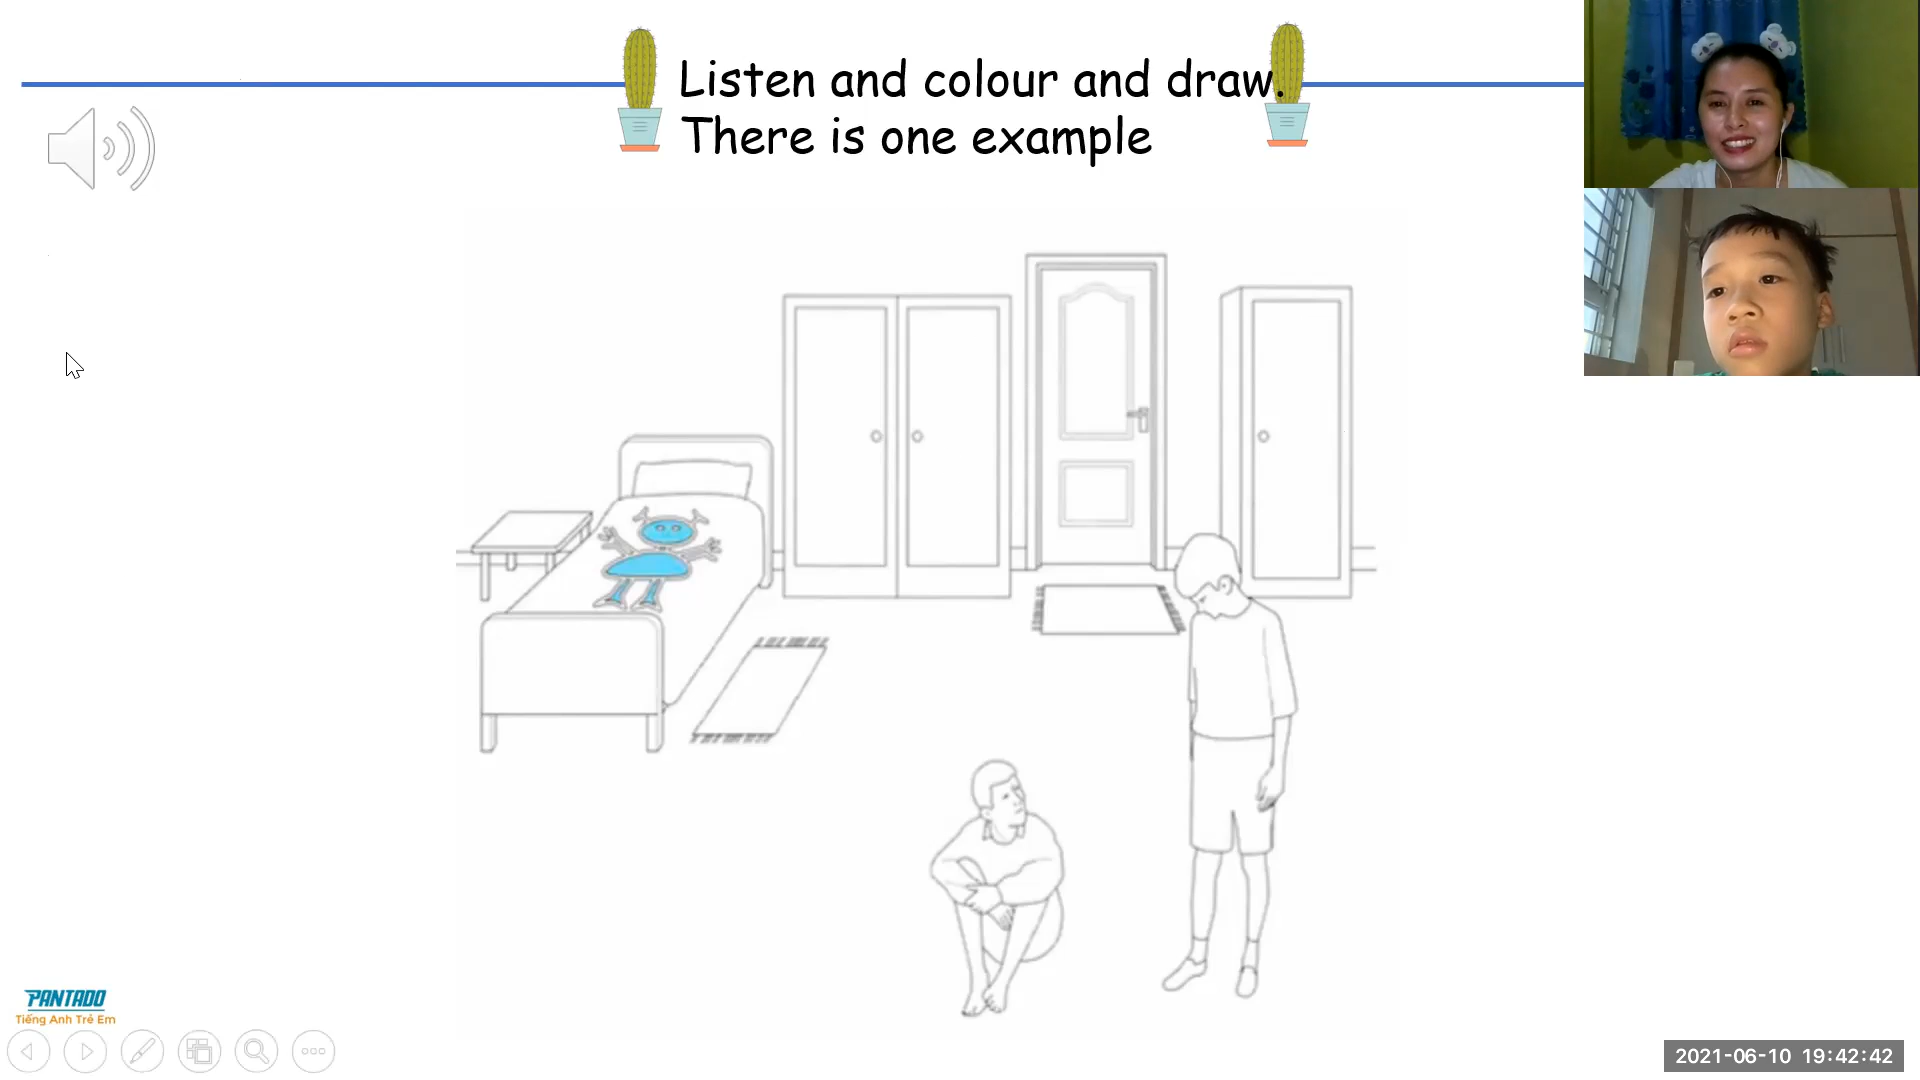 Listen and colour and draw.
There is one example
PANTADO
Tiếng Anh Trẻ Em
2021-06-10 19:42:42